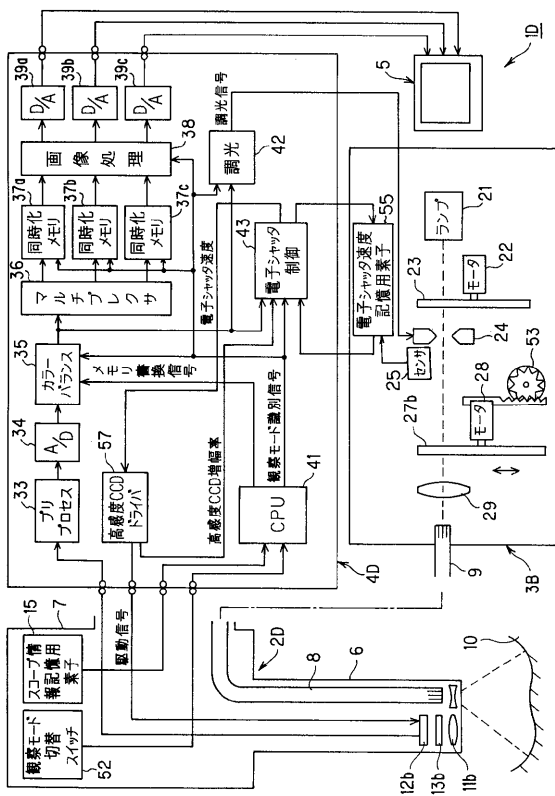 39a
39b
39c
D/A
D/A
D/A
38
画像処理
37a
37b
37c
同時化メモリ
同時化メモリ
同時化メモリ
36
マルチプレクサ
35
カラーバランス
34
A/D
33
プリプロセス
調光信号
調光
42
電子シャッタ速度
43
電子シャッタ制御
メモリ書換信号
観察モード識別信号
57
高感度CCDドライバ
高感度CCD増幅率
41
CPU
駆動信号
4D
5
1D
55
電子シャッタ速度記憶用素子
21
ランプ
22
モータ
23
24
25
センサ
53
28
モータ
27b
29
9
3B
15
7
スコープ情報記憶用素子
観察モード切替スイッチ
52
2D
6
8
10
12b
13b
11b